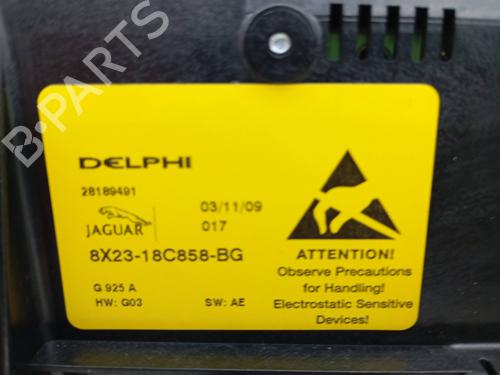 B-PARTS
DELPHI
28189491
03/11/09
JAGUAR
017
8X23-18C858-BG
G 925 A
HW: G03
SW: AE
ATTENTION!
Observe Precautions
for Handling!
Electrostatic Sensitive
Devices!